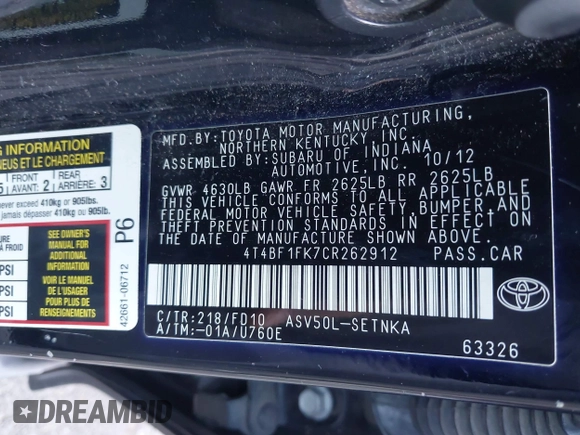 NG INFORMATION
NEUS ET LE CHARGEMENT
FRONT
AVANT: 2
REAR
ARRIÈRE: 3
never exceed 410kg or 905lbs.
jamais dépasser 410kg ou 905lbs.
SEE OWNER'S
MANUAL FOR
ADDITIONAL
INFORMATION
VOIR LE MANUEL
DE L'USAGER
POUR PLUS DE
RENSEIGNEMENTS
PSI
PSI
P6
42661-06712
MFD.BY:TOYOTA MOTOR MANUFACTURING,
NORTHERN KENTUCKY INC.
ASSEMBLED BY:SUBARU OF INDIANA
AUTOMOTIVE, INC. 10/12
GVWR 4630LB GAWR FR 2625LB RR 2625LB
THIS VEHICLE CONFORMS TO ALL APPLICABLE
FEDERAL MOTOR VEHICLE SAFETY,BUMPER,AND
THEFT PREVENTION STANDARDS IN EFFECT ON
THE DATE OF MANUFACTURE SHOWN ABOVE.
4T4BF1FK7CR262912 PASS.CAR
C/TR:218/FD10 ASV50L-SETNKA
A/TM:-01A/U760E
TOYOTA
63326
DREAMBID